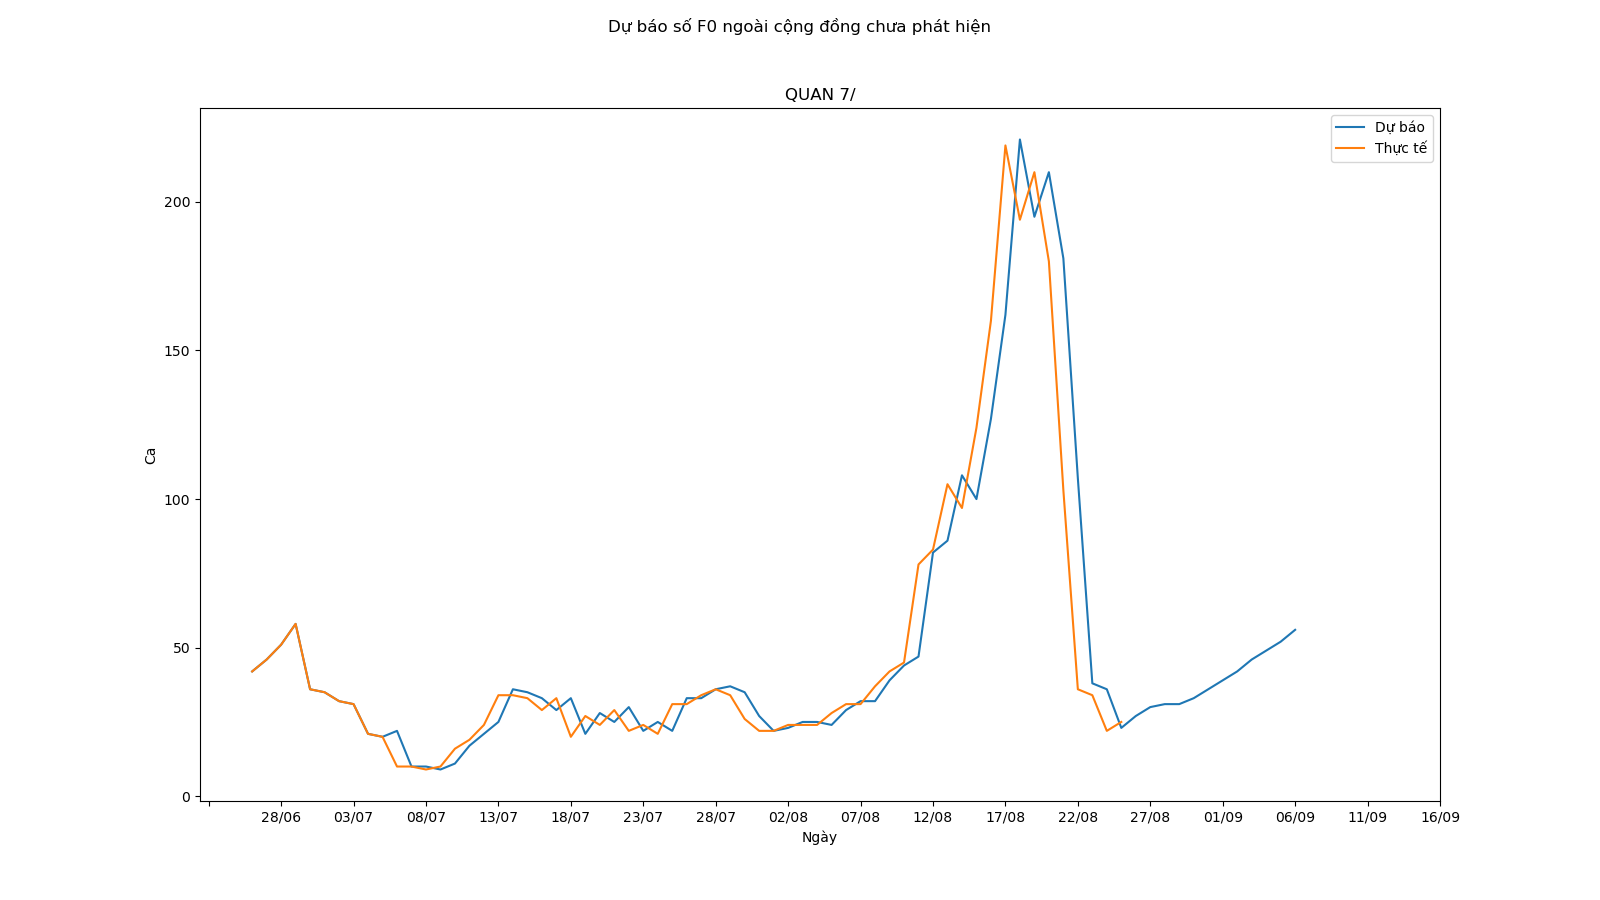 Dự báo số F0 ngoài cộng đồng chưa phát hiện
QUAN 7/
Dự báo
Thực tế
200
150
100
50
0
Ca
28/06 03/07 08/07 13/07 18/07 23/07 28/07 02/08 07/08 12/08 17/08 22/08 27/08 01/09 06/09 11/09 16/09
Ngày